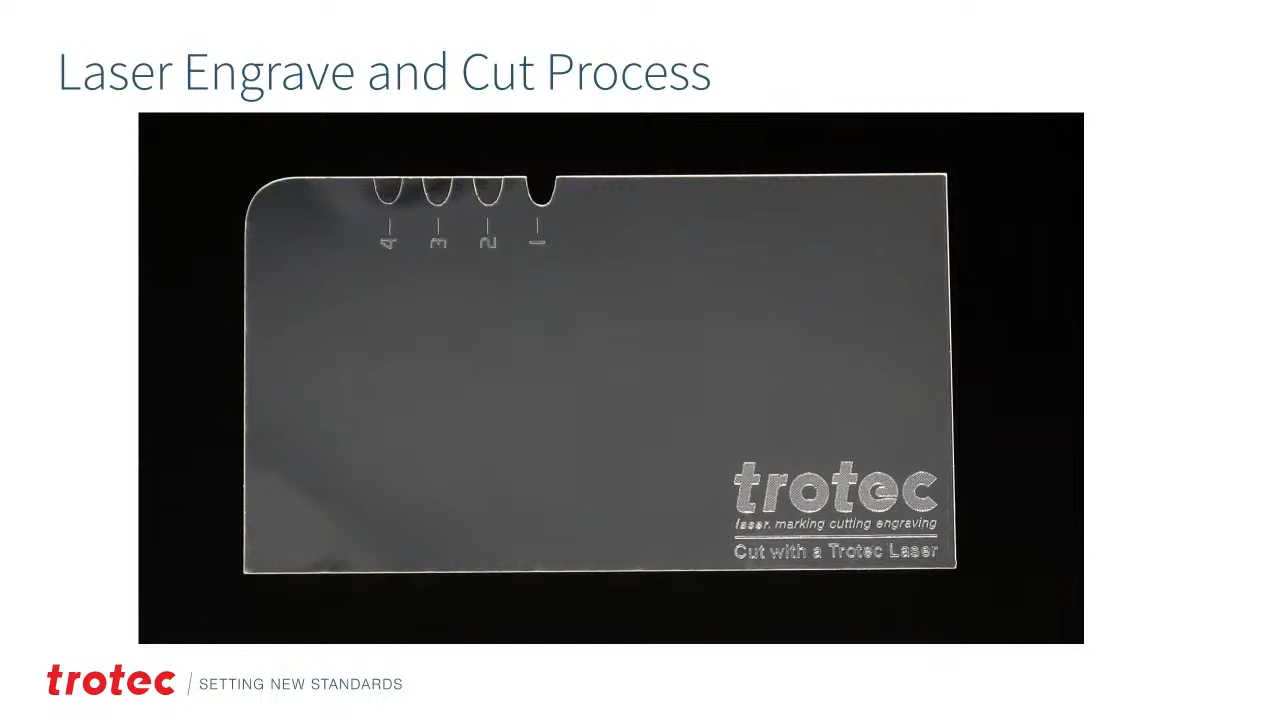 Laser Engrave and Cut Process
4 3 2 1
trotec
laser. marking cutting engraving
Cut with a Trotec Laser
trotec SETTING NEW STANDARDS